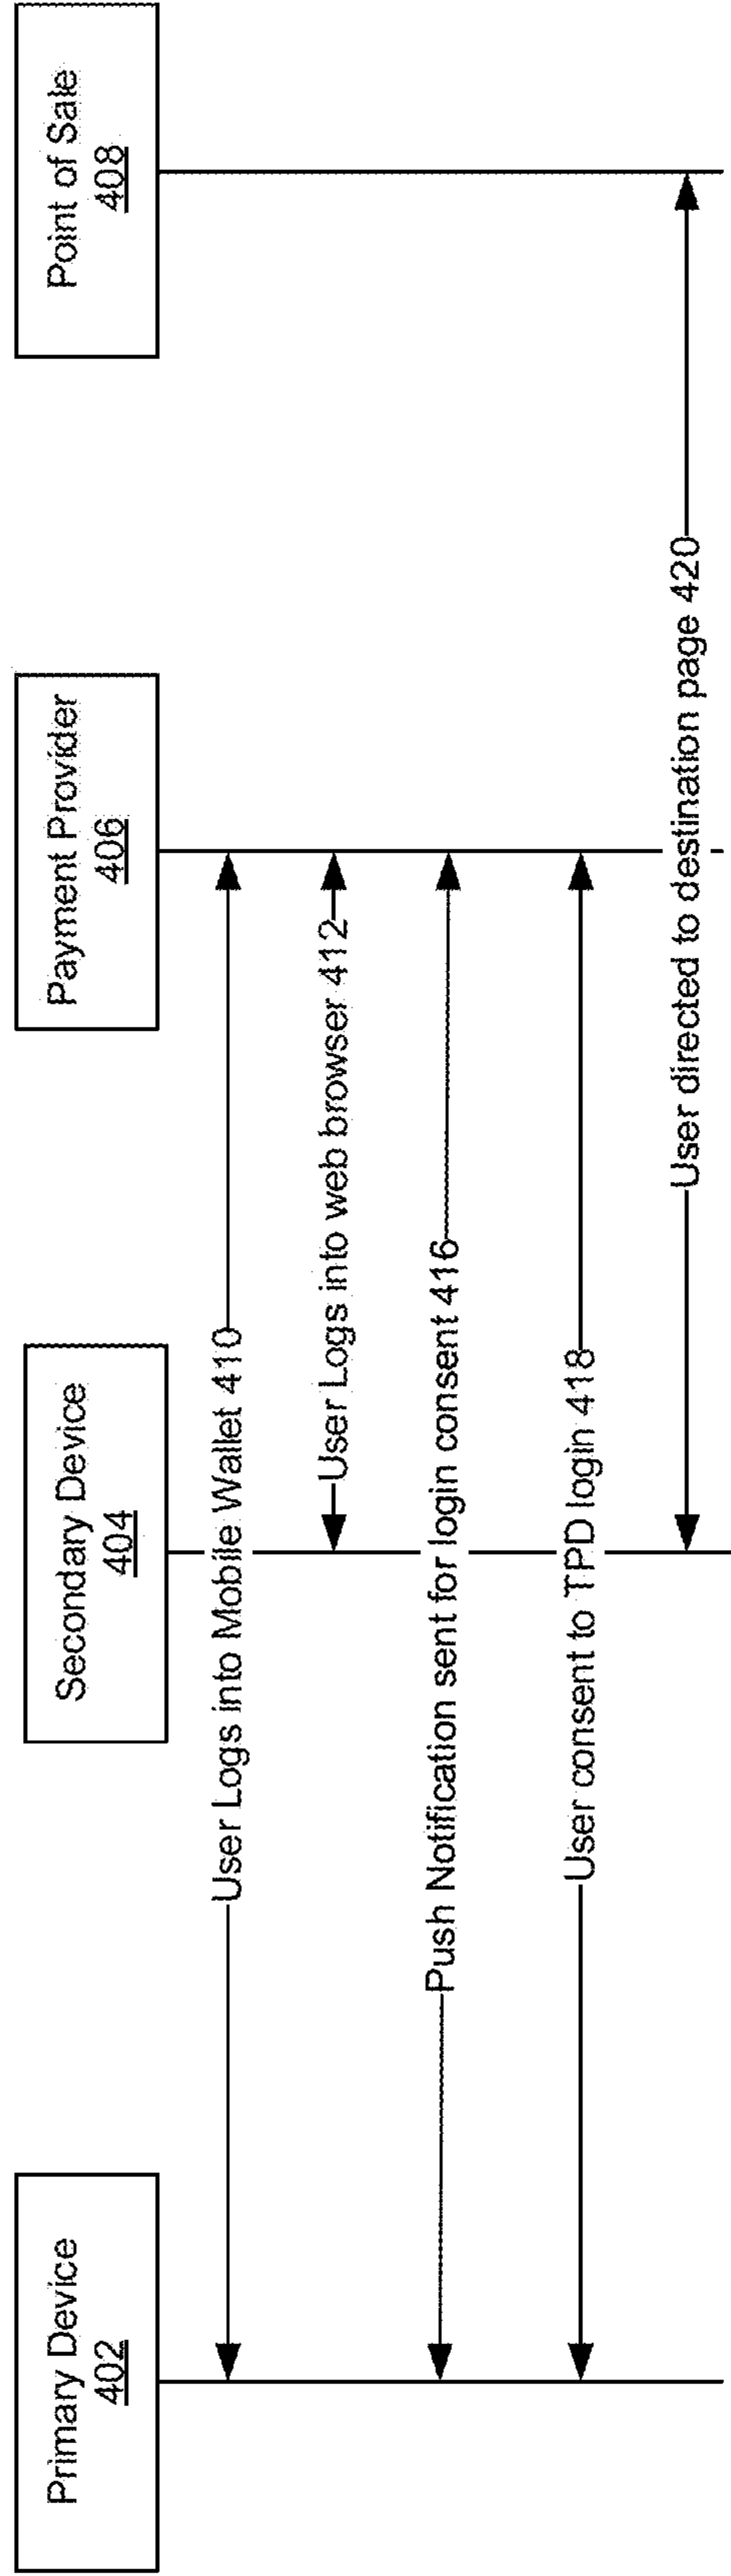 Primary Device
402
Secondary Device
404
Payment Provider
406
Point of Sale
408
User Logs into Mobile Wallet 410
User Logs into web browser 412
Push Notification sent for login consent 416
User consent to TPD login 418
User directed to destination page 420